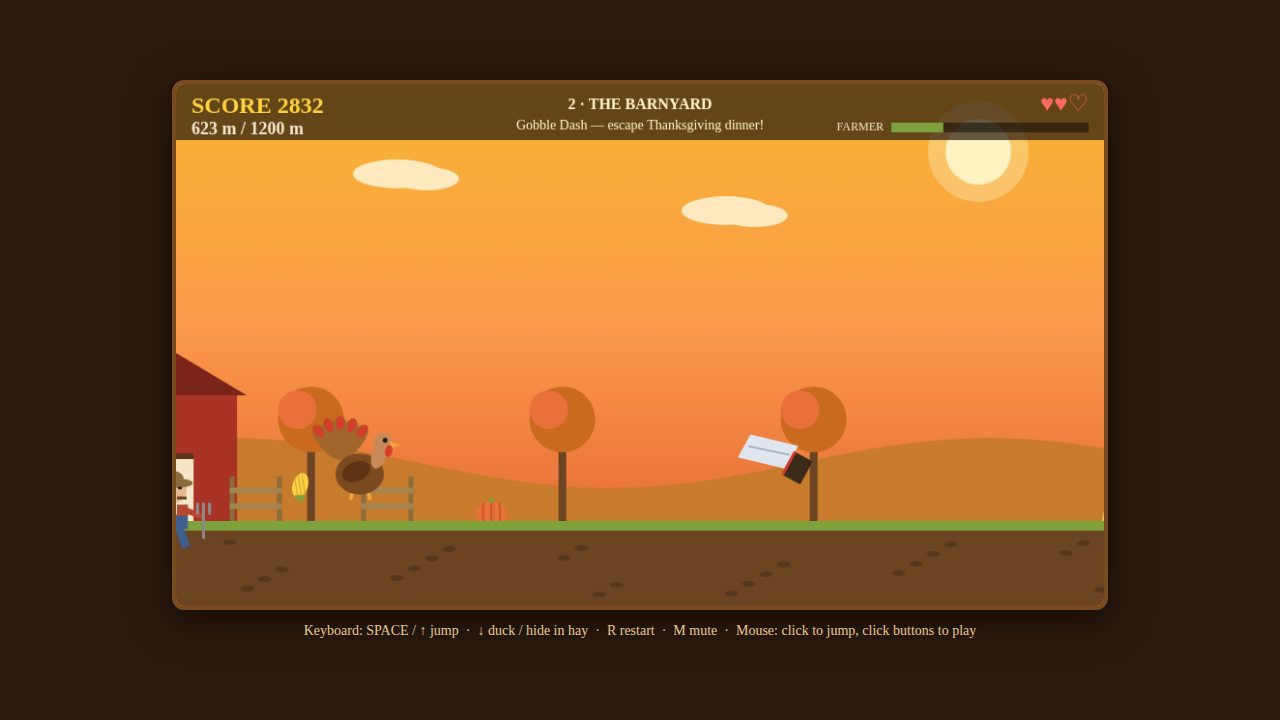 SCORE 2832
623 m / 1200 m
2 · THE BARNYARD
Gobble Dash — escape Thanksgiving dinner!
♥♥♡
FARMER
Keyboard: SPACE / ↑ jump · ↓ duck / hide in hay · R restart · M mute · Mouse: click to jump, click buttons to play